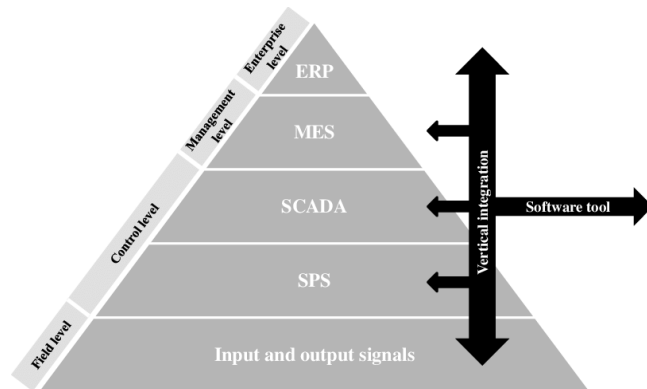 Enterprise
level
ERP
Management
level
MES
Control level
SCADA
SPS
Field level
Input and output signals
Vertical integration
Software tool